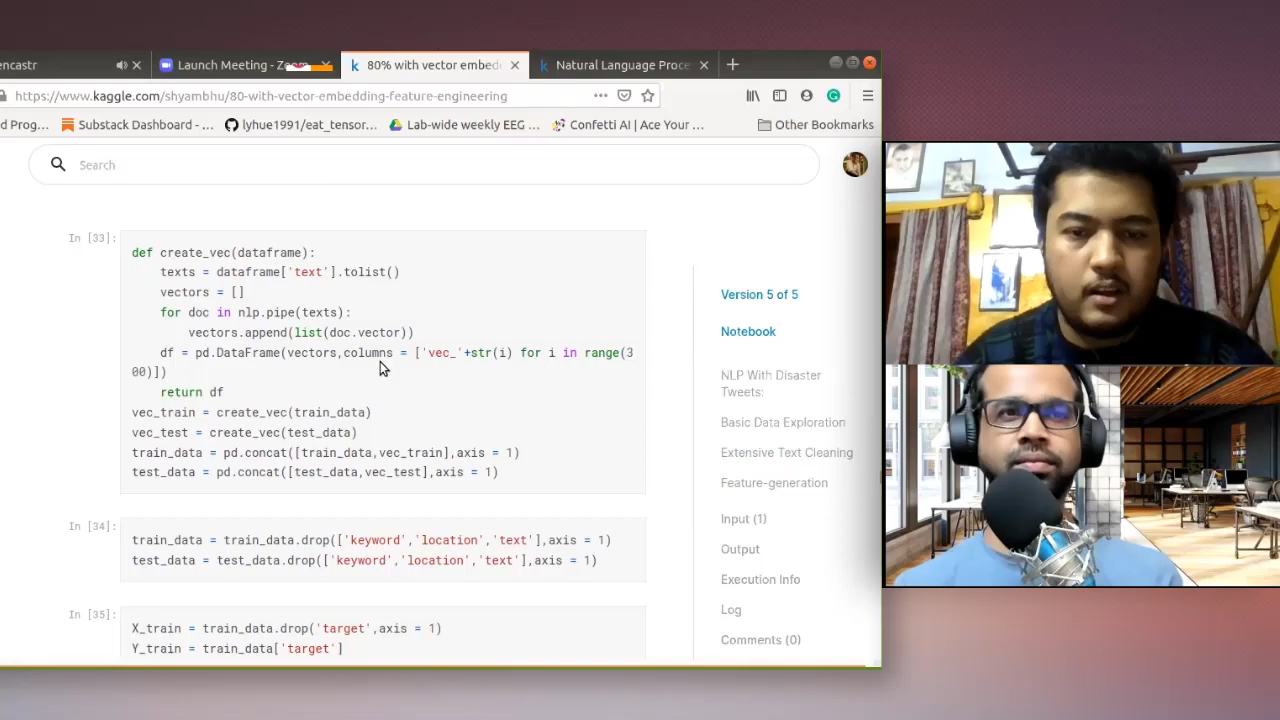 encastr
Launch Meeting - Zoom
80% with vector embed
Natural Language Proce
https://www.kaggle.com/siyambhu/80-with-vector-embedding-feature-engineering
d Prog...
Substack Dashboard - ...
lyhue1991/eat_tensor...
Lab-wide weekly EEG ...
Confetti AI | Ace Your ...
Other Bookmarks
Search
In [33]:
def create_vec(dataframe):
texts = dataframe['text'].tolist()
vectors = []
for doc in nlp.pipe(texts):
vectors.append(list(doc.vector))
df = pd.DataFrame(vectors,columns = ['vec_'+str(i) for i in range(3
00)])
return df
vec_train = create_vec(train_data)
vec_test = create_vec(test_data)
train_data = pd.concat([train_data,vec_train],axis = 1)
test_data = pd.concat([test_data,vec_test],axis = 1)
In [34]:
train_data = train_data.drop(['keyword','location','text'],axis = 1)
test_data = test_data.drop(['keyword','location','text'],axis = 1)
In [35]:
X_train = train_data.drop('target',axis = 1)
Y_train = train_data['target']
Version 5 of 5
Notebook
NLP With Disaster
Tweets:
Basic Data Exploration
Extensive Text Cleaning
Feature-generation
Input (1)
Output
Execution Info
Log
Comments (0)